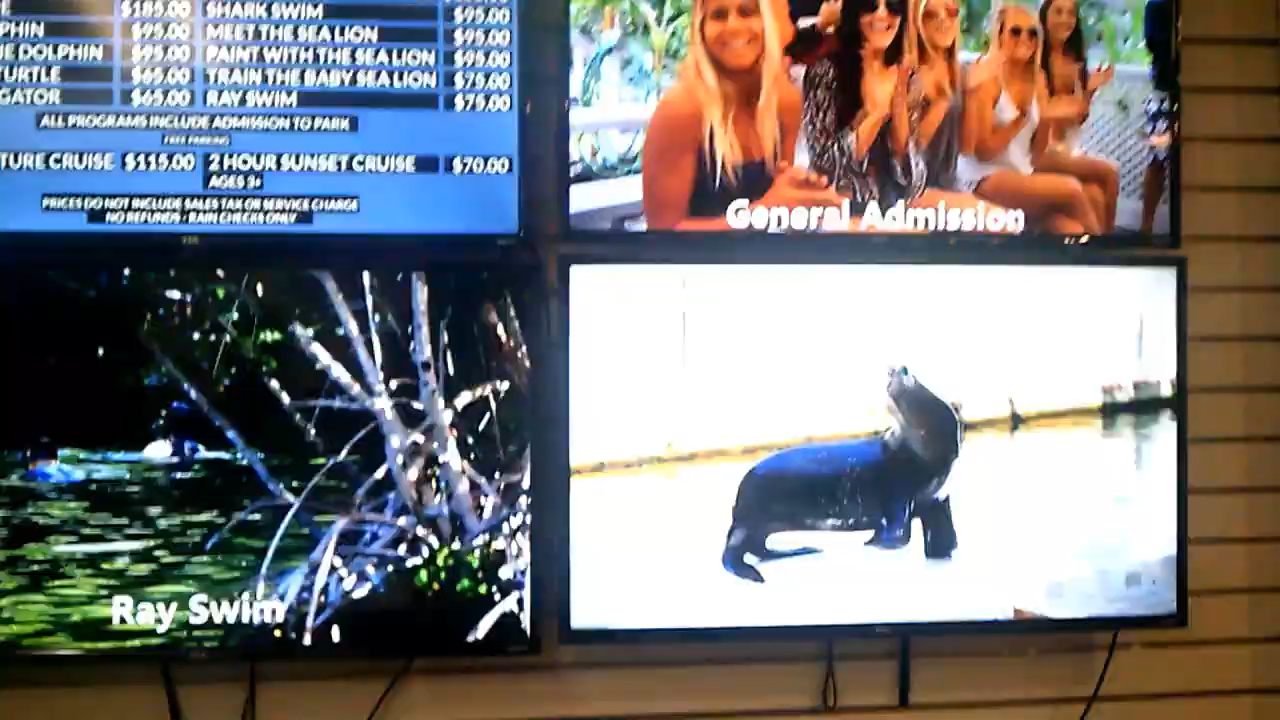 $185.00 SHARK SWIM $95.00
PHIN $95.00 MEET THE SEA LION $95.00
E DOLPHIN $95.00 PAINT WITH THE SEA LION $95.00
TURTLE $65.00 TRAIN THE BABY SEA LION $75.00
GATOR $65.00 RAY SWIM $75.00
ALL PROGRAMS INCLUDE ADMISSION TO PARK
FREE PARKING
TURE CRUISE $115.00 2 HOUR SUNSET CRUISE $70.00
AGES 3+
PRICES DO NOT INCLUDE SALES TAX OR SERVICE CHARGE
NO REFUNDS - RAIN CHECKS ONLY
General Admission
Ray Swim